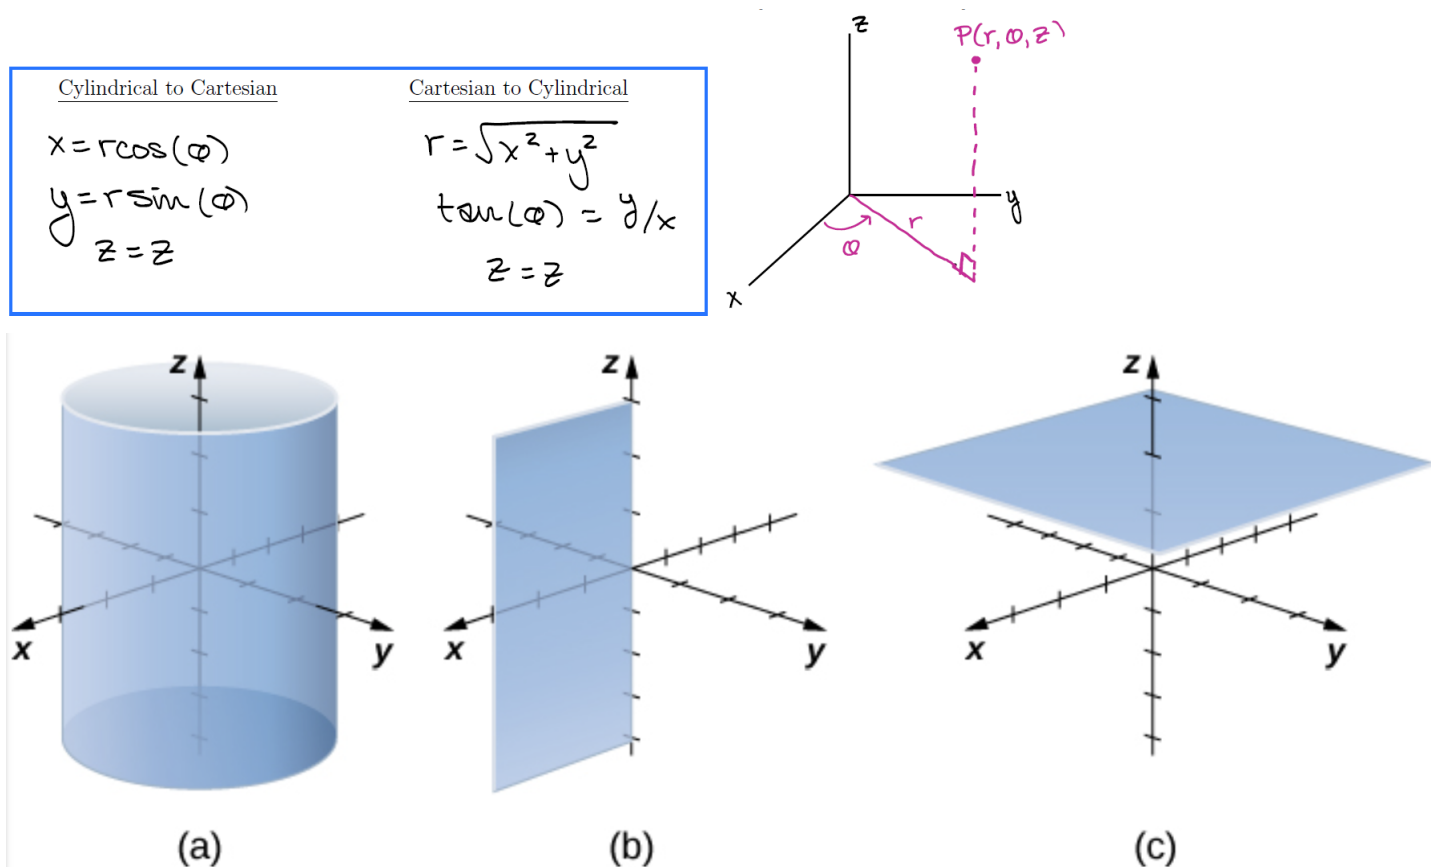 Cylindrical to Cartesian
x=rcos(θ)
y=rsin(θ)
z=z
Cartesian to Cylindrical
r=√x²+y²
tan(θ) = y/x
z=z
z
P(r,θ,z)
y
r
θ
x
z
x
y
(a)
z
x
y
(b)
z
x
y
(c)